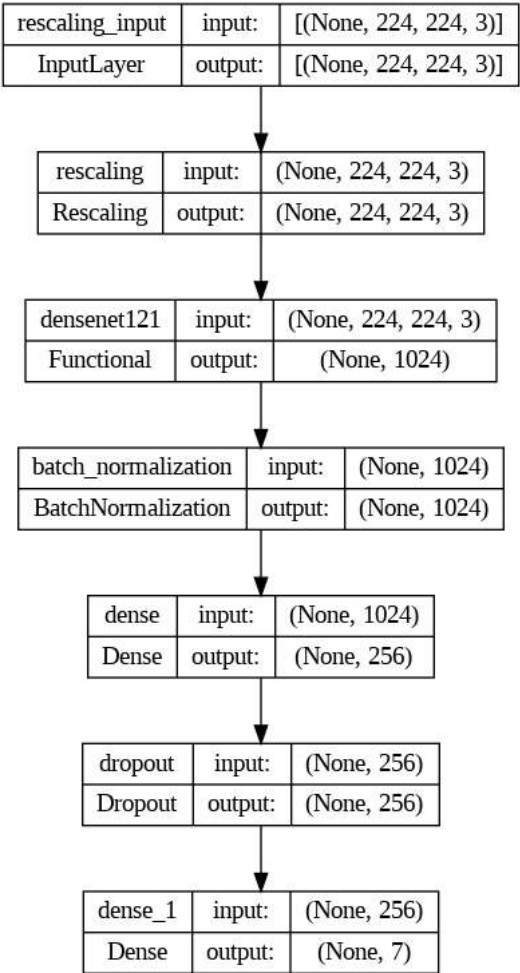 rescaling_input input: [(None, 224, 224, 3)]
InputLayer output: [(None, 224, 224, 3)]
rescaling input: (None, 224, 224, 3)
Rescaling output: (None, 224, 224, 3)
densenet121 input: (None, 224, 224, 3)
Functional output: (None, 1024)
batch_normalization input: (None, 1024)
BatchNormalization output: (None, 1024)
dense input: (None, 1024)
Dense output: (None, 256)
dropout input: (None, 256)
Dropout output: (None, 256)
dense_1 input: (None, 256)
Dense output: (None, 7)